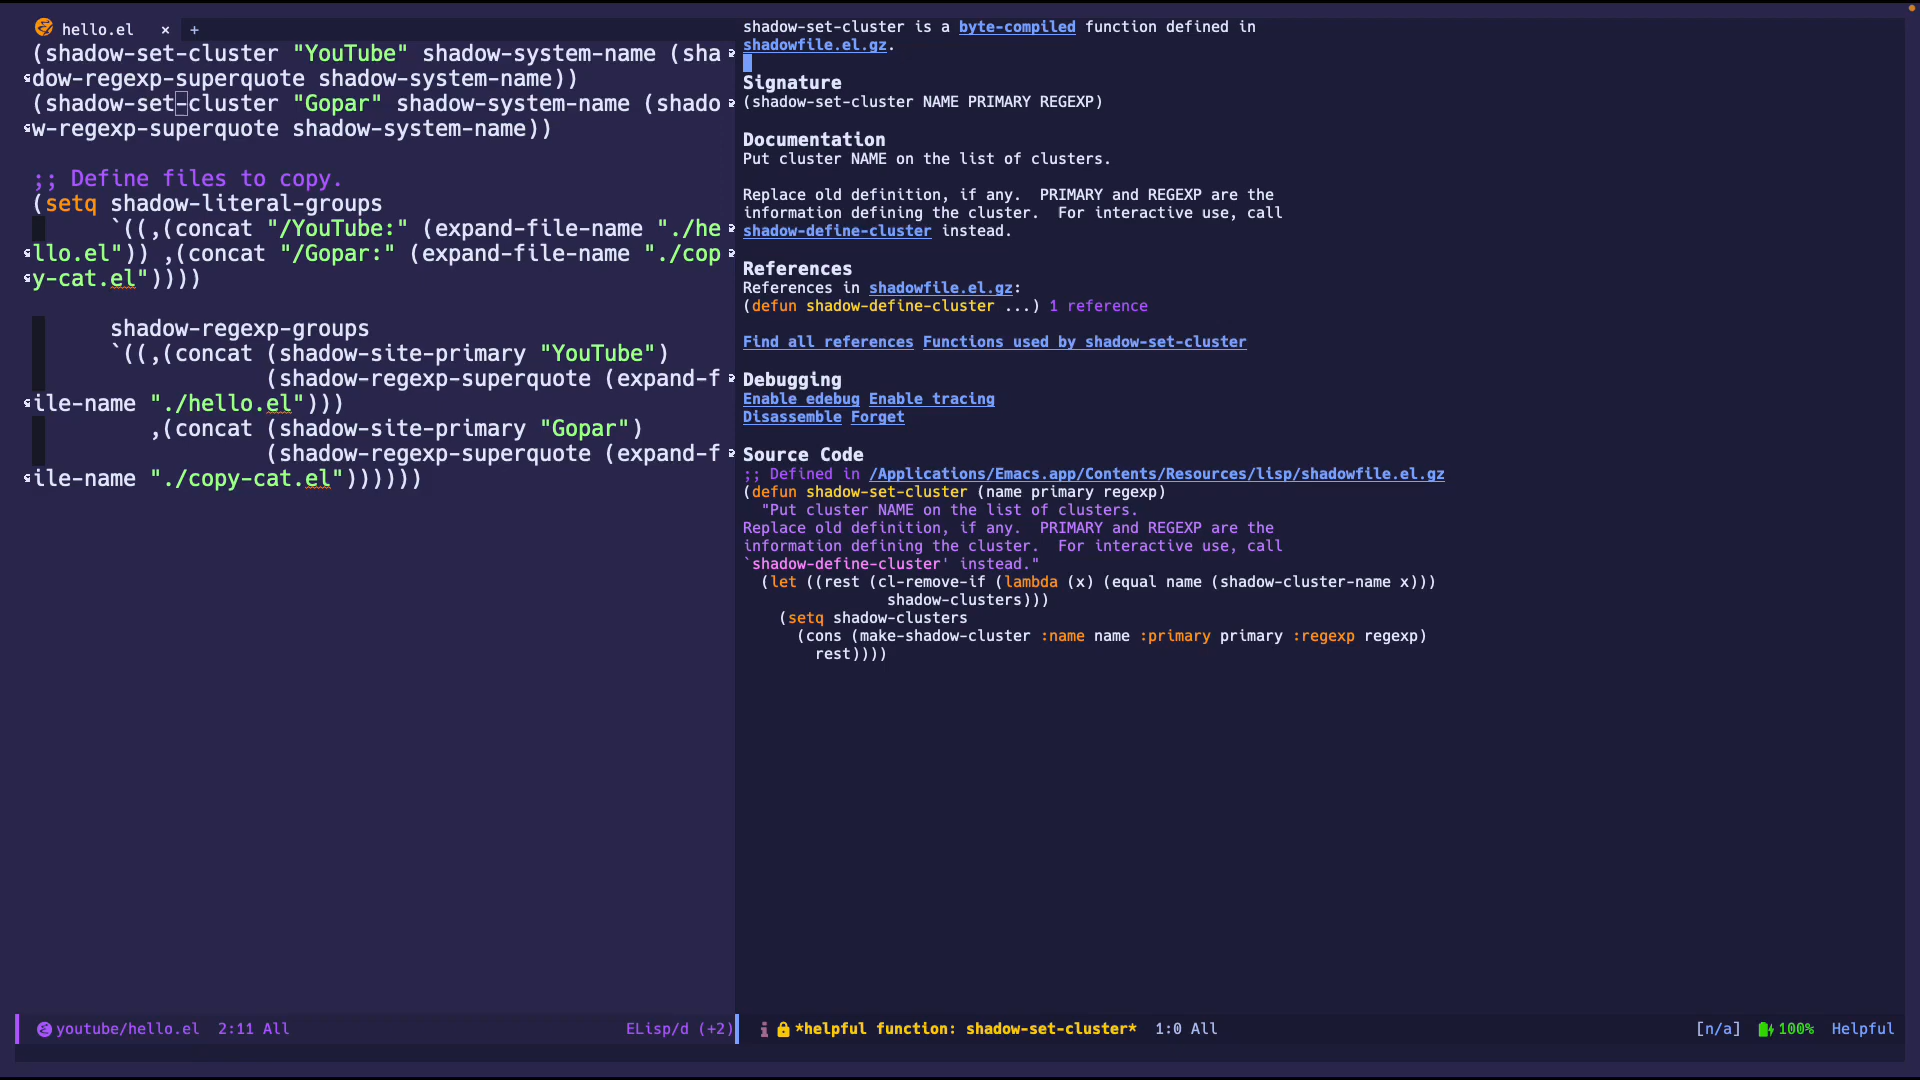 hello.el × +
(shadow-set-cluster "YouTube" shadow-system-name (sha
dow-regexp-superquote shadow-system-name))
(shadow-set-cluster "Gopar" shadow-system-name (shado
w-regexp-superquote shadow-system-name))
;; Define files to copy.
(setq shadow-literal-groups
`((,(concat "/YouTube:" (expand-file-name "./he
llo.el")) ,(concat "/Gopar:" (expand-file-name "./cop
y-cat.el"))))
shadow-regexp-groups
`((,(concat (shadow-site-primary "YouTube")
(shadow-regexp-superquote (expand-f
ile-name "./hello.el")))
,(concat (shadow-site-primary "Gopar")
(shadow-regexp-superquote (expand-f
ile-name "./copy-cat.el"))))))
youtube/hello.el 2:11 All ELisp/d (+2)
shadow-set-cluster is a byte-compiled function defined in
shadowfile.el.gz.
Signature
(shadow-set-cluster NAME PRIMARY REGEXP)
Documentation
Put cluster NAME on the list of clusters.
Replace old definition, if any.  PRIMARY and REGEXP are the
information defining the cluster.  For interactive use, call
shadow-define-cluster instead.
References
References in shadowfile.el.gz:
(defun shadow-define-cluster ...) 1 reference
Find all references Functions used by shadow-set-cluster
Debugging
Enable edebug Enable tracing
Disassemble Forget
Source Code
;; Defined in /Applications/Emacs.app/Contents/Resources/lisp/shadowfile.el.gz
(defun shadow-set-cluster (name primary regexp)
"Put cluster NAME on the list of clusters.
Replace old definition, if any.  PRIMARY and REGEXP are the
information defining the cluster.  For interactive use, call
`shadow-define-cluster' instead."
(let ((rest (cl-remove-if (lambda (x) (equal name (shadow-cluster-name x)))
shadow-clusters)))
(setq shadow-clusters
(cons (make-shadow-cluster :name name :primary primary :regexp regexp)
rest))))
*helpful function: shadow-set-cluster* 1:0 All [n/a] 100% Helpful